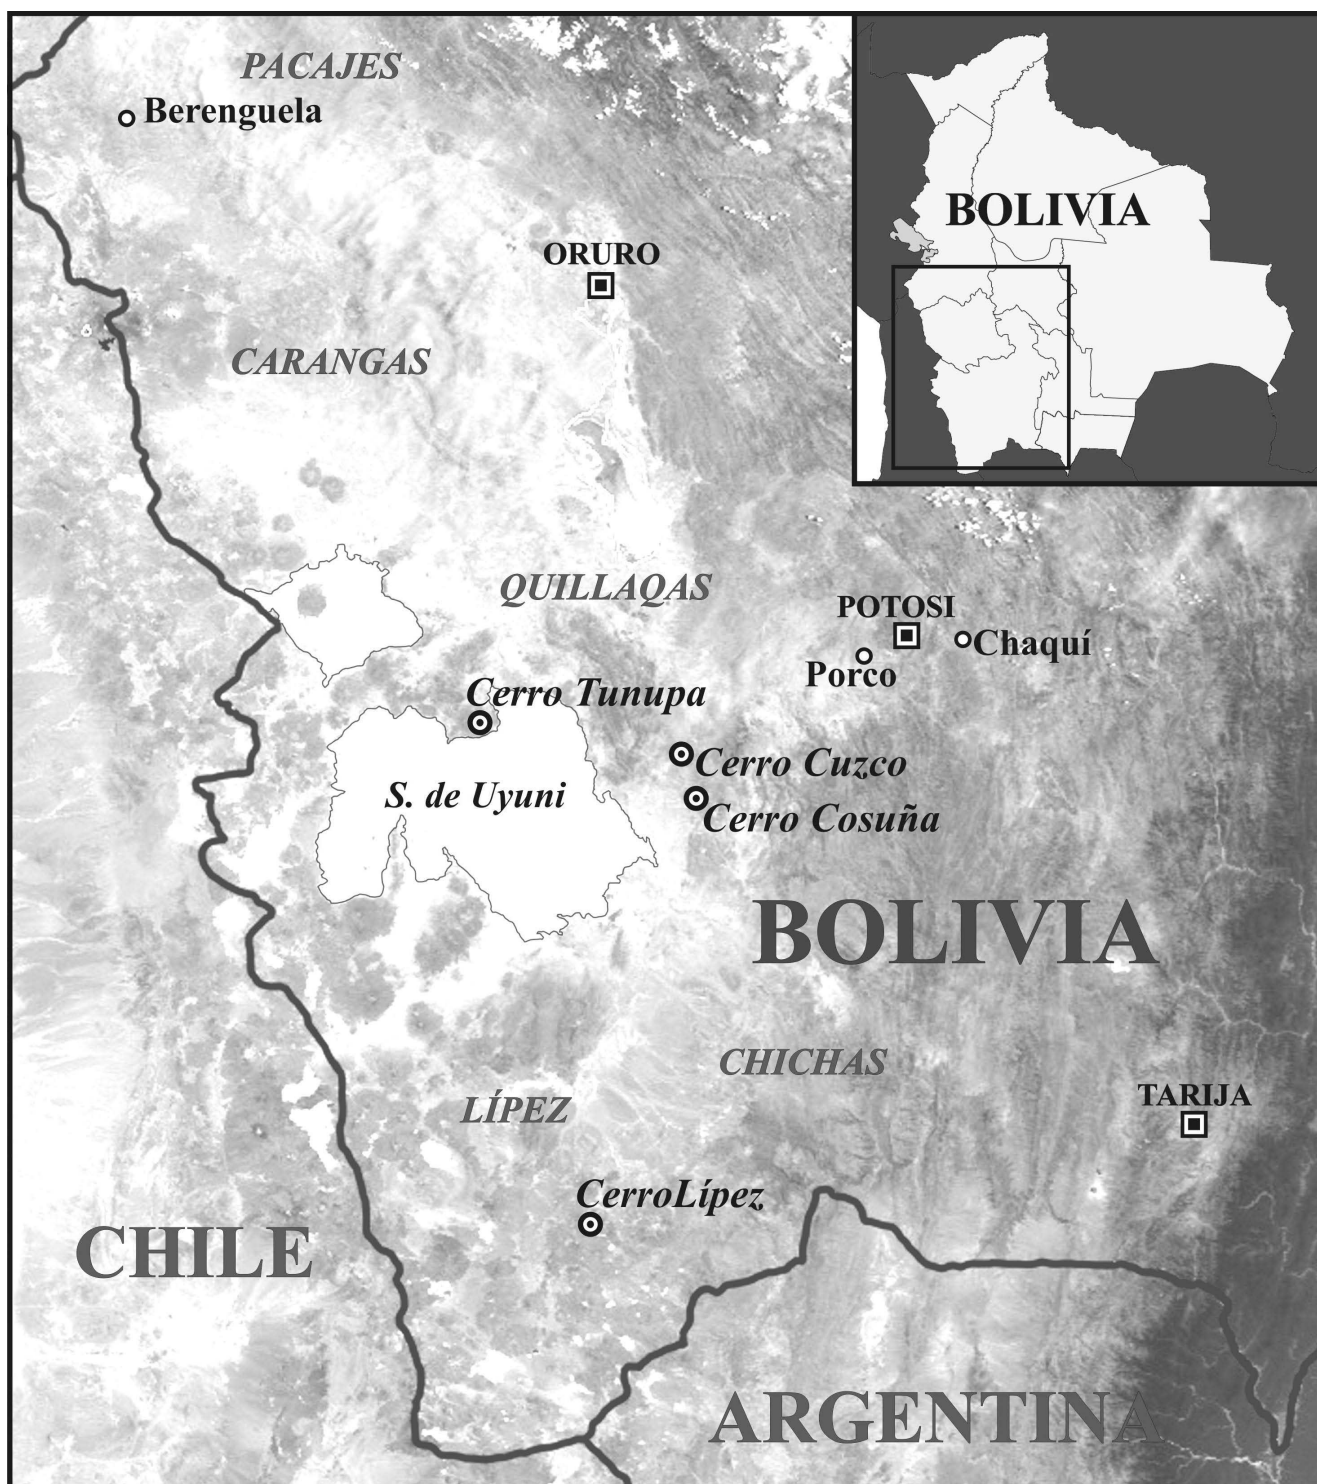 PACAJES
Berenguela
BOLIVIA
ORURO
CARANGAS
QUILLAQAS
POTOSI
Chaquí
Porco
Cerro Tunupa
Cerro Cuzco
S. de Uyuni
Cerro Cosuña
BOLIVIA
CHICHAS
LÍPEZ
TARIJA
CerroLípez
CHILE
ARGENTINA